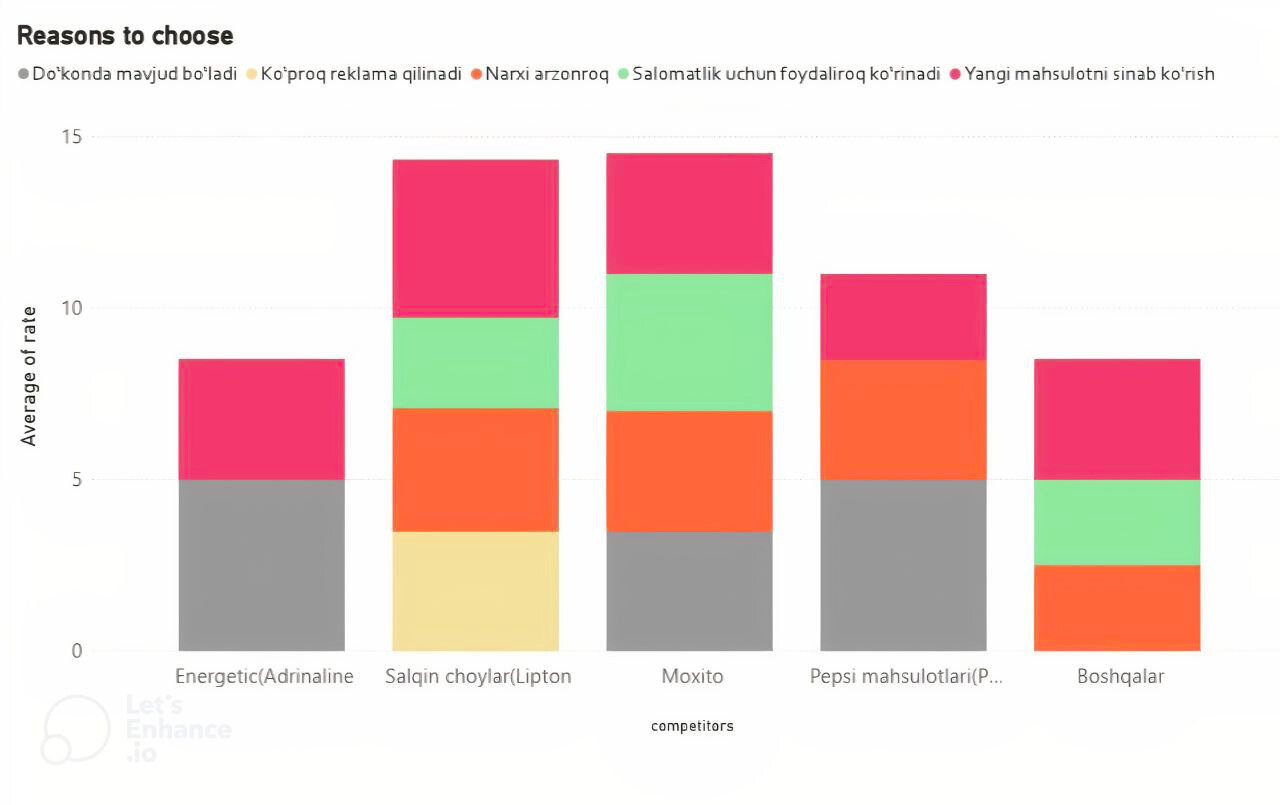 Reasons to choose
Do'konda mavjud bo'ladi Ko'proq reklama qilinadi Narxi arzonroq Salomatlik uchun foydaliroq ko'rinadi Yangi mahsulotni sinab ko'rish
15
10
5
0
Average of rate
Energetic(Adrinaline Salqin choylar(Lipton Moxito Pepsi mahsulotlari(P... Boshqalar
competitors
Let's
Enhance
.io